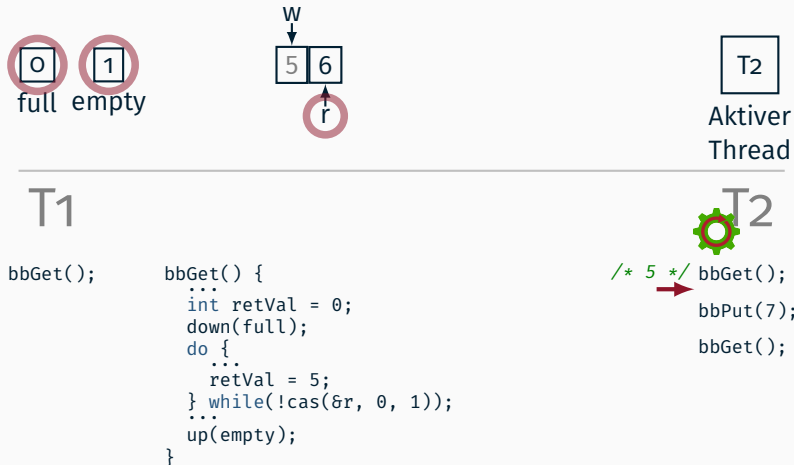 w
0 1
5 6
T2
full empty
r
Aktiver
Thread
T1
T2
bbGet();
bbGet() {
...
int retVal = 0;
down(full);
do {
...
retVal = 5;
} while(!cas(&r, 0, 1));
...
up(empty);
}
/* 5 */ bbGet();
bbPut(7);
bbGet();